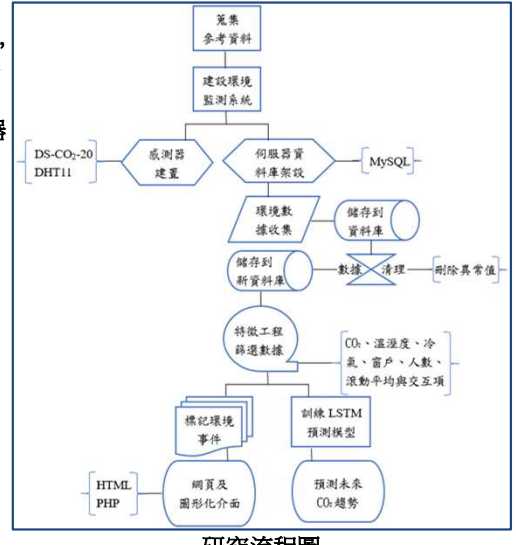 蒐集
參考資料
，
建設環境
監測系統
器
DS-CO₂-20
DHT11
感測器
建置
伺服器資
料庫架設
MySQL
環境數
據收集
儲存到
資料庫
儲存到
新資料庫
數據 清理
刪除異常值
特徵工程
篩選數據
CO₂、溫溼度、冷
氣、窗戶、人數、
滾動平均與交互項
標記環境
事件
訓練 LSTM
預測模型
HTML
PHP
網頁及
圖形化介面
預測未來
CO₂趨勢